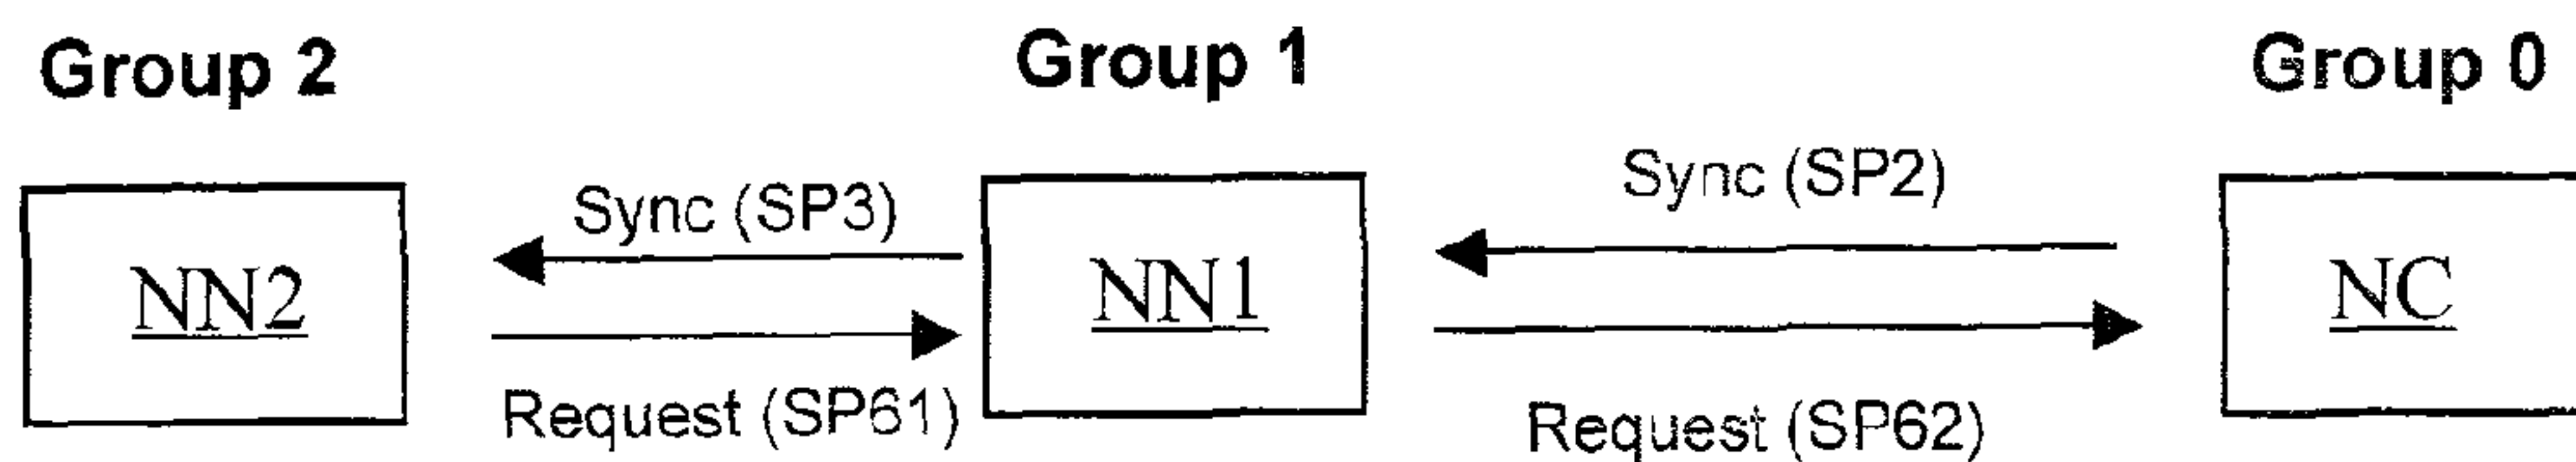 Group 2
Group 1
Group 0
Sync (SP3)
Sync (SP2)
NN2
NN1
NC
Request (SP61)
Request (SP62)